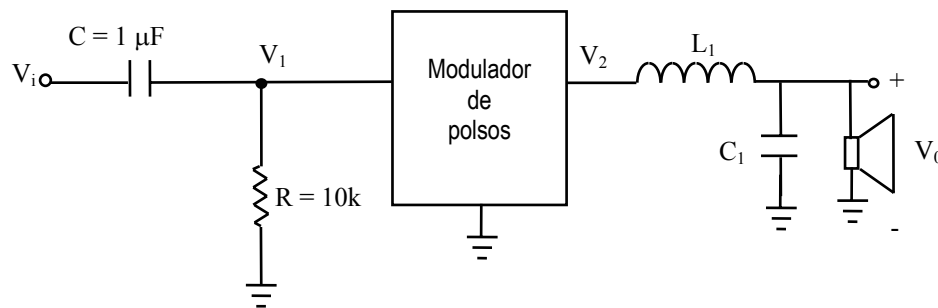 C = 1 μF
Vi
V1
R = 10k
Modulador
de
polsos
V2
L1
C1
+
V0
-